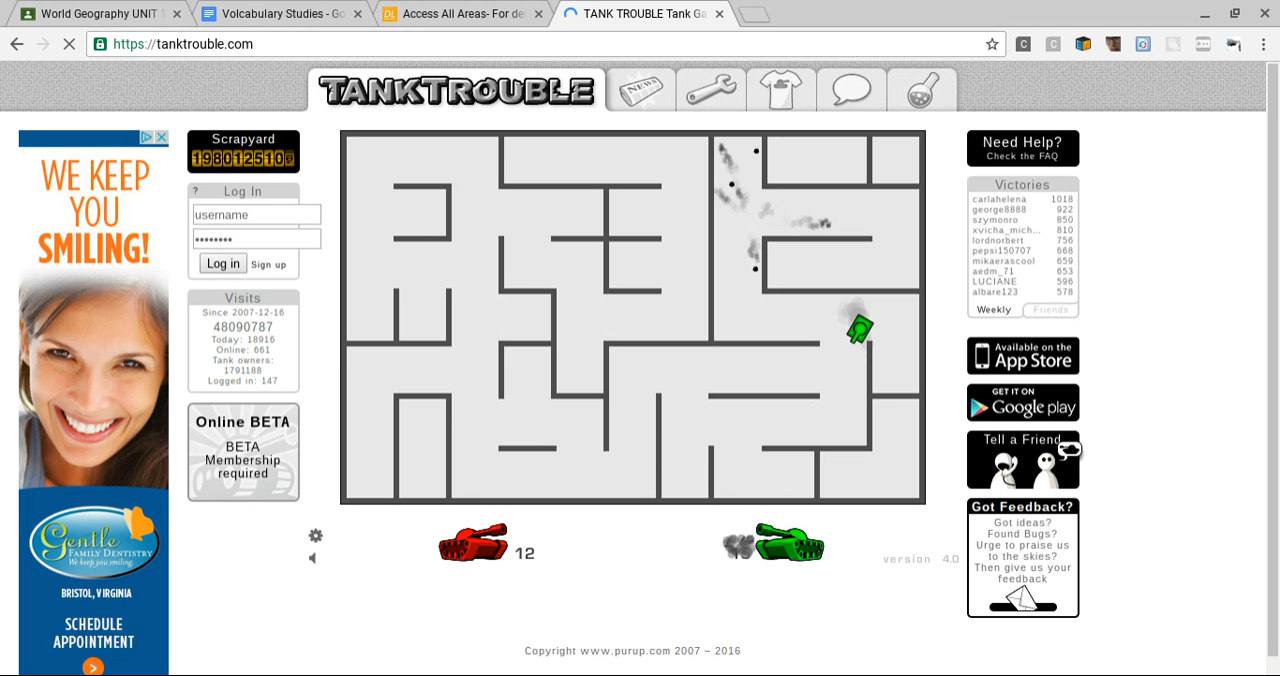 World Geography UNIT 1
Volcabulary Studies - Go
Access All Areas- For de
TANK TROUBLE Tank Ga
https://tanktrouble.com
TANKTROUBLE
NEWS
WE KEEP
YOU
SMILING!
Gentle
FAMILY DENTISTRY
We keep you smiling.
BRISTOL, VIRGINIA
SCHEDULE
APPOINTMENT
Scrapyard
198012510
? Log In
username
Log in Sign up
Visits
Since 2007-12-16
48090787
Today: 18916
Online: 661
Tank owners:
1791188
Logged in: 147
Online BETA
BETA
Membership
required
12
version 4.0
Copyright www.purup.com 2007 – 2016
Need Help?
Check the FAQ
Victories
carlahelena 1018
george8888 922
szymonro 850
xvicha_mich... 810
lordnorbert 756
pepsi150707 668
mikaerascool 659
aedm_71 653
LUCIANE 596
albare123 578
Weekly Friends
Available on the
App Store
GET IT ON
Google play
Tell a Friend
Got Feedback?
Got ideas?
Found Bugs?
Urge to praise us
to the skies?
Then give us your
feedback